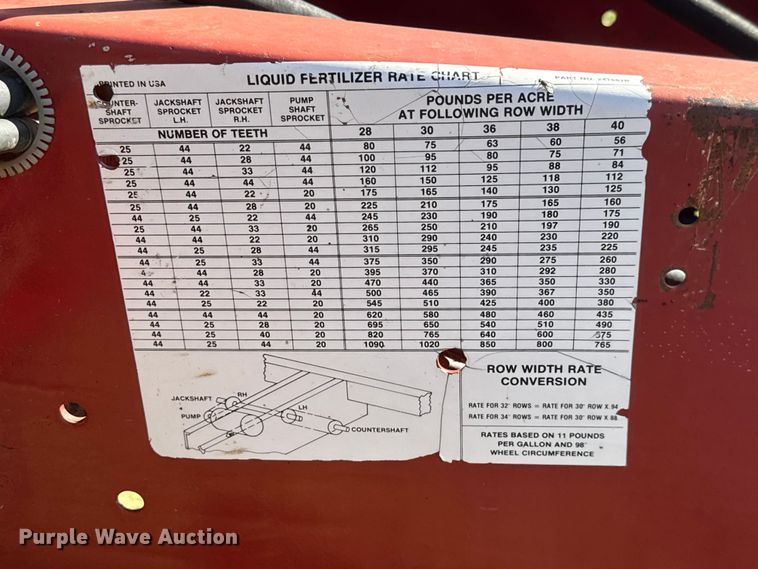 PRINTED IN USA LIQUID FERTILIZER RATE CHART PART NO.
SHAFT SPROCKET
JACKSHAFT SPROCKET L.H.
JACKSHAFT SPROCKET R.H.
PUMP SHAFT SPROCKET
POUNDS PER ACRE
AT FOLLOWING ROW WIDTH
NUMBER OF TEETH 28 30 36 38 40
25 44 22 44 80 75 63 60 56
25 44 28 44 100 95 80 75 71
25 44 33 44 120 112 95 88 84
25 44 44 44 160 150 125 118 112
25 44 22 20 175 165 140 130 125
25 44 28 20 225 210 175 165 160
44 25 22 44 245 230 190 180 175
25 44 33 20 265 250 210 197 190
44 44 22 20 310 290 240 230 220
44 25 28 44 315 295 245 235 225
44 25 33 44 375 350 290 275 260
4 44 28 20 395 370 310 292 280
44 44 33 20 470 440 365 350 330
44 22 33 44 500 465 390 367 350
44 25 22 20 545 510 425 400 380
44 25 44 44 620 580 480 460 435
44 25 28 20 695 650 540 510 490
44 25 40 20 820 765 640 600 575
44 25 44 20 1090 1020 850 800 765
JACKSHAFT
RH
LH
PUMP
COUNTERSHAFT
ROW WIDTH RATE
CONVERSION
RATE FOR 32" ROWS = RATE FOR 30" ROW X .94
RATE FOR 34" ROWS = RATE FOR 30" ROW X .88
RATES BASED ON 11 POUNDS
PER GALLON AND 98"
WHEEL CIRCUMFERENCE
Purple Wave Auction